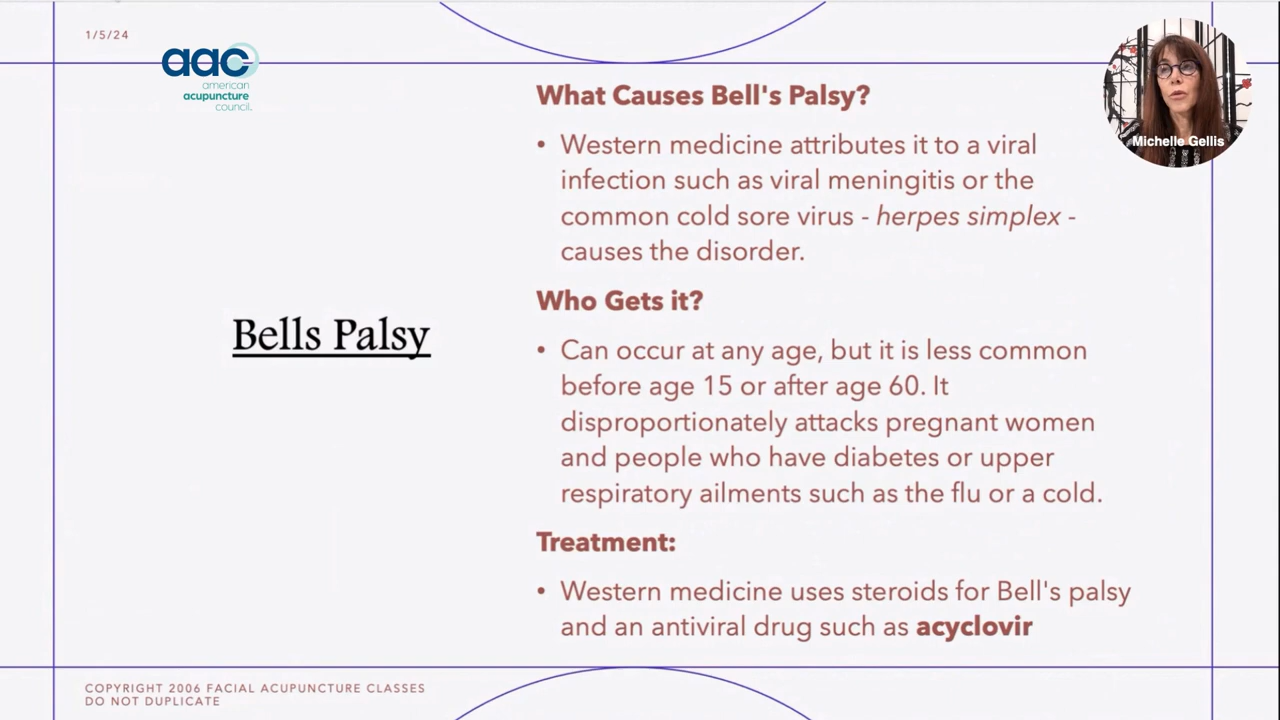 1/5/24
aac
american
acupuncture
council.
Michelle Gellis
Bells Palsy
What Causes Bell's Palsy?
• Western medicine attributes it to a viral
infection such as viral meningitis or the
common cold sore virus - herpes simplex -
causes the disorder.
Who Gets it?
• Can occur at any age, but it is less common
before age 15 or after age 60. It
disproportionately attacks pregnant women
and people who have diabetes or upper
respiratory ailments such as the flu or a cold.
Treatment:
• Western medicine uses steroids for Bell's palsy
and an antiviral drug such as acyclovir
COPYRIGHT 2006 FACIAL ACUPUNCTURE CLASSES
DO NOT DUPLICATE